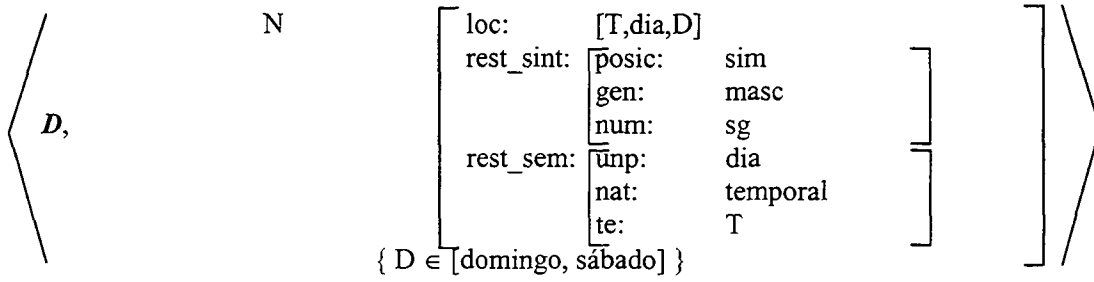 N loc: [T,dia,D]
rest_sint: posic: sim
gen: masc
D, num: sg
rest_sem: unp: dia
nat: temporal
te: T
{ D ∈ [domingo, sábado] }